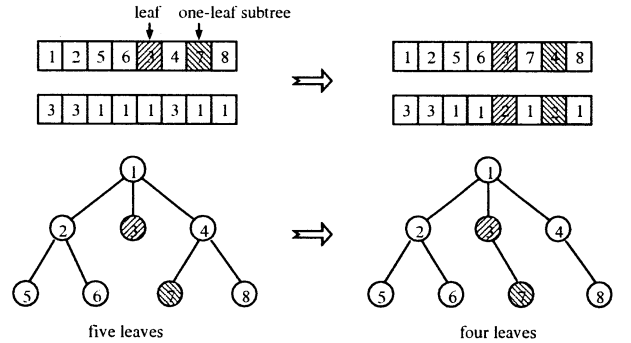 leaf one-leaf subtree
1 2 5 6 3 4 7 8
1 2 5 6 3 7 4 8
3 3 1 1 1 3 1 1
3 3 1 1 2 1 2 1
1
2 3 4
5 6 7 8
five leaves
1
2 3 4
5 6 7 8
four leaves